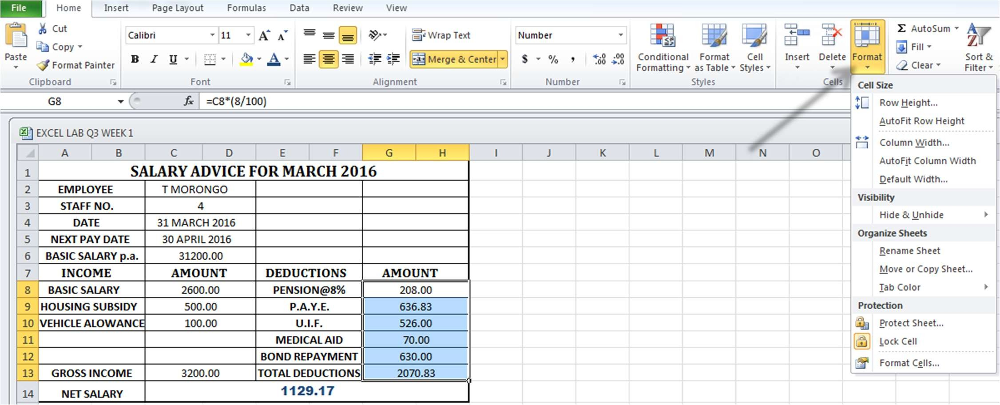 File Home Insert Page Layout Formulas Data Review View
Cut
Copy
Format Painter
Paste
Clipboard
Calibri 11
B I U A
Font
Wrap Text
Merge & Center
Alignment
Number
$ % ,
Number
Conditional Formatting
Format as Table
Cell Styles
Styles
Insert Delete Format
Cells
Σ AutoSum
Fill
Clear
Sort & Filter
G8 fx =C8*(8/100)
EXCEL LAB Q3 WEEK 1
A B C D E F G H I J K L M N O
1 SALARY ADVICE FOR MARCH 2016
2 EMPLOYEE T MORONGO
3 STAFF NO. 4
4 DATE 31 MARCH 2016
5 NEXT PAY DATE 30 APRIL 2016
6 BASIC SALARY p.a. 31200.00
7 INCOME AMOUNT DEDUCTIONS AMOUNT
8 BASIC SALARY 2600.00 PENSION@8% 208.00
9 HOUSING SUBSIDY 500.00 P.A.Y.E. 636.83
10 VEHICLE ALOWANCE 100.00 U.I.F. 526.00
11 MEDICAL AID 70.00
12 BOND REPAYMENT 630.00
13 GROSS INCOME 3200.00 TOTAL DEDUCTIONS 2070.83
14 NET SALARY 1129.17
Cell Size
Row Height...
AutoFit Row Height
Column Width...
AutoFit Column Width
Default Width...
Visibility
Hide & Unhide
Organize Sheets
Rename Sheet
Move or Copy Sheet...
Tab Color
Protection
Protect Sheet...
Lock Cell
Format Cells...